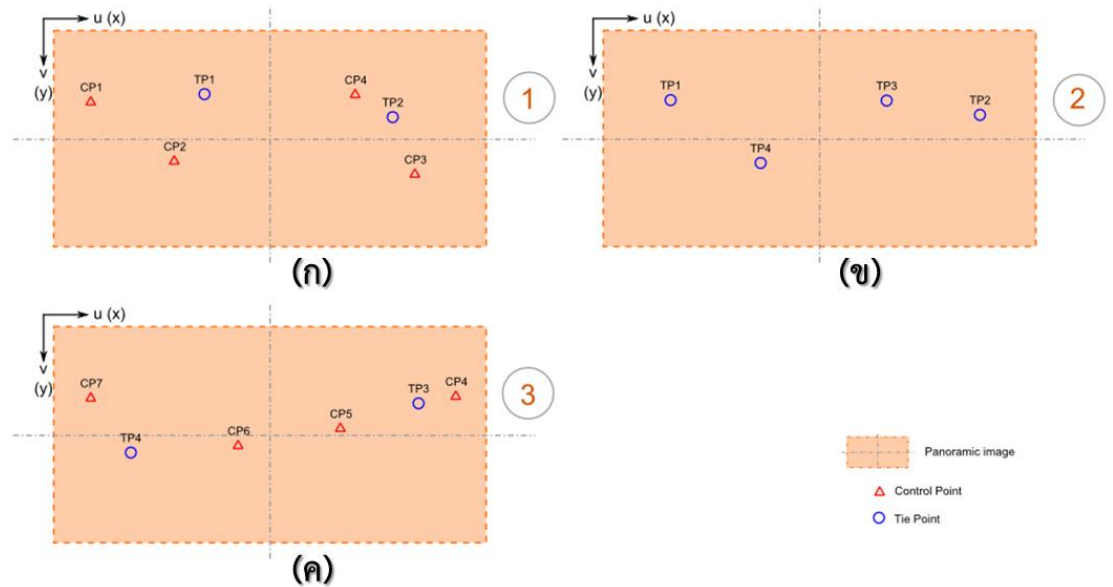 u (x)
v
(y)
CP1
TP1
CP4
TP2
CP2
CP3
1
(ก)
u (x)
v
(y)
TP1
TP3
TP2
TP4
2
(ข)
u (x)
v
(y)
CP7
TP3
CP4
CP5
TP4
CP6
3
(ค)
Panoramic image
Control Point
Tie Point